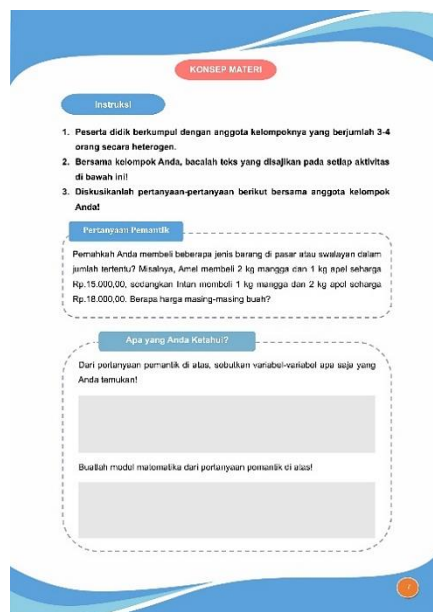 KONSEP MATERI
Instruksi
1. Peserta didik berkumpul dengan anggota kelompoknya yang berjumlah 3-4
orang secara heterogen.
2. Bersama kelompok Anda, bacalah teks yang disajikan pada setiap aktivitas
di bawah ini!
3. Diskusikanlah pertanyaan-pertanyaan berikut bersama anggota kelompok
Anda!
Pertanyaan Pemantik
Pernahkah Anda membeli beberapa jenis barang di pasar atau swalayan dalam
jumlah tertentu? Misalnya, Amel membeli 2 kg mangga dan 1 kg apel seharga
Rp.15.000,00, sedangkan Intan membeli 1 kg mangga dan 2 kg apel seharga
Rp.18.000,00. Berapa harga masing-masing buah?
Apa yang Anda Ketahui?
Dari pertanyaan pemantik di atas, sebutkan variabel-variabel apa saja yang
Anda temukan!
Buatlah model matematika dari pertanyaan pemantik di atas!